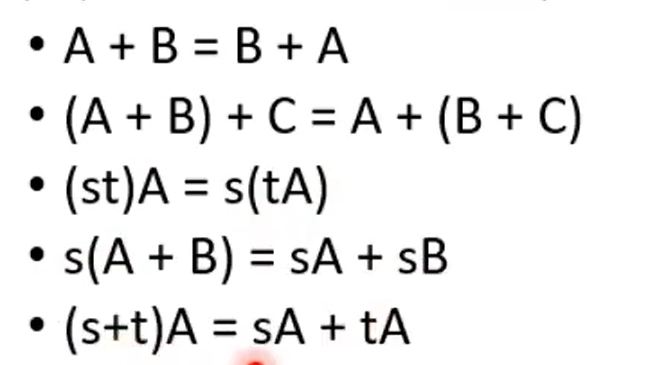 • A + B = B + A
• (A + B) + C = A + (B + C)
• (st)A = s(tA)
• s(A + B) = sA + sB
• (s+t)A = sA + tA